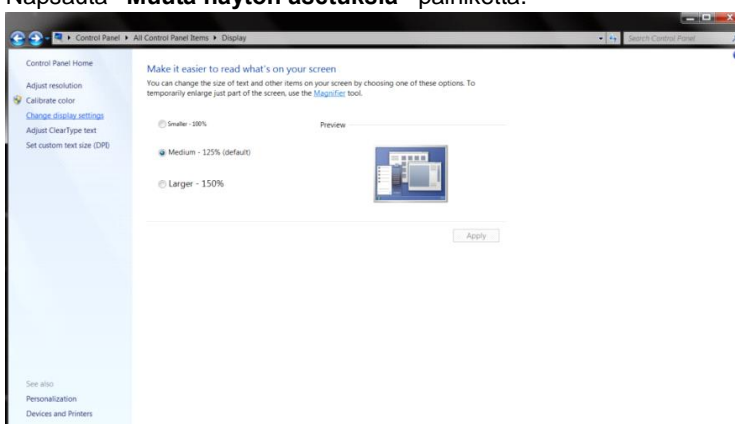 Napsauta "Muuta näytön asetuksia" -painiketta.
Control Panel
All Control Panel Items
Display
Search Control Panel
Control Panel Home
Adjust resolution
Calibrate color
Change display settings
Adjust ClearType text
Set custom text size (DPI)
Make it easier to read what's on your screen
You can change the size of text and other items on your screen by choosing one of these options. To
temporarily enlarge just part of the screen, use the Magnifier tool.
Smaller - 100%
Preview
Medium - 125% (default)
Larger - 150%
Apply
See also
Personalization
Devices and Printers